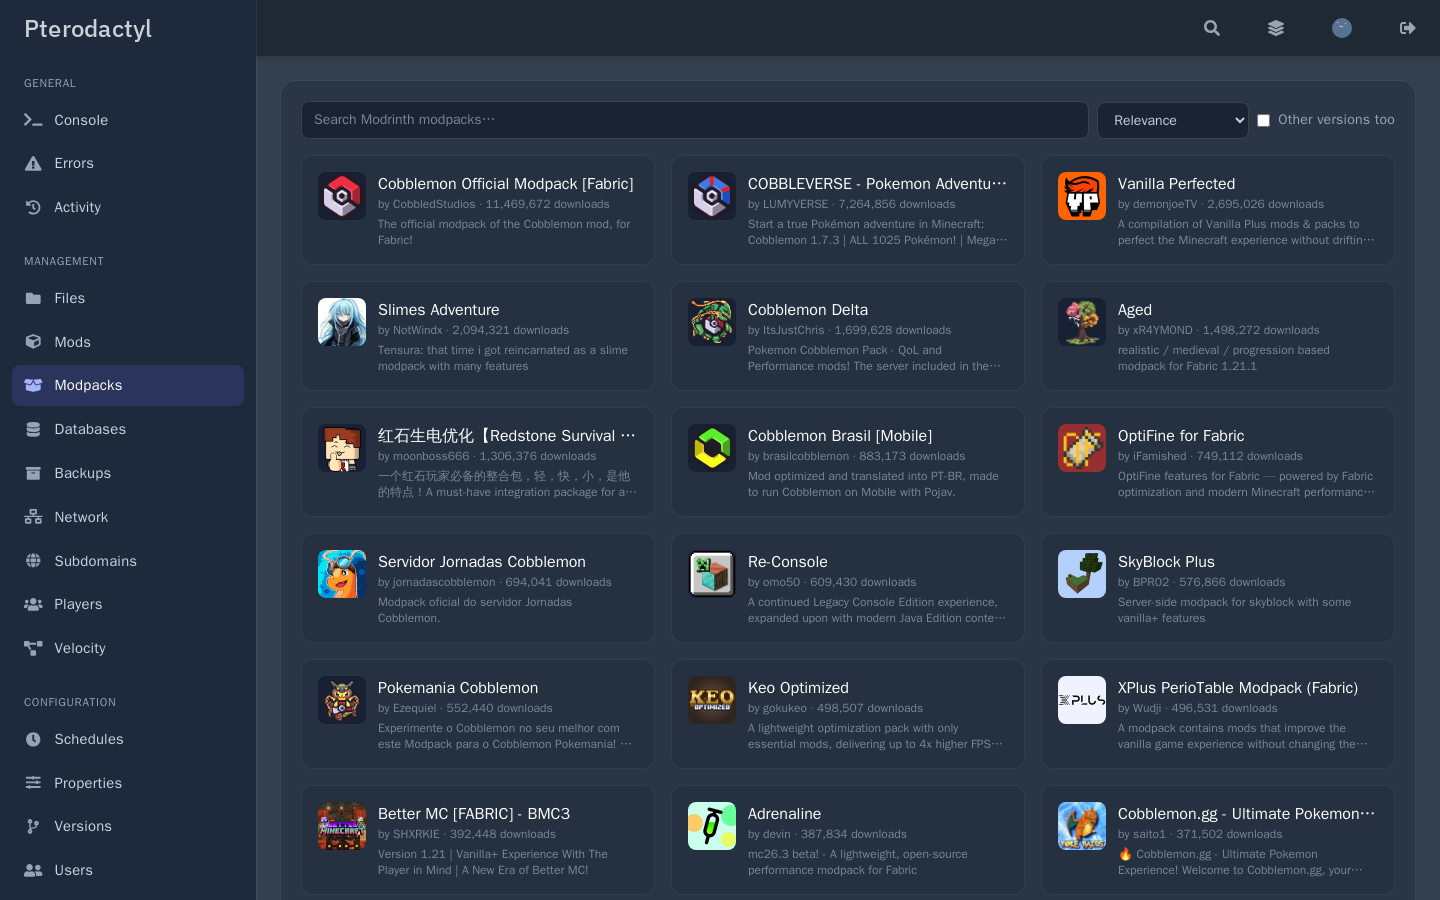 Pterodactyl
GENERAL
Console
Errors
Activity
MANAGEMENT
Files
Mods
Modpacks
Databases
Backups
Network
Subdomains
Players
Velocity
CONFIGURATION
Schedules
Properties
Versions
Users
Search Modrinth modpacks…
Relevance
Other versions too
Cobblemon Official Modpack [Fabric]
by CobbledStudios · 11,469,672 downloads
The official modpack of the Cobblemon mod, for
Fabric!
COBBLEVERSE - Pokemon Adventu…
by LUMYVERSE · 7,264,856 downloads
Start a true Pokémon adventure in Minecraft:
Cobblemon 1.7.3 | ALL 1025 Pokémon! | Mega…
VP
Vanilla Perfected
by demonjoeTV · 2,695,026 downloads
A compilation of Vanilla Plus mods & packs to
perfect the Minecraft experience without driftin…
Slimes Adventure
by NotWindx · 2,094,321 downloads
Tensura: that time i got reincarnated as a slime
modpack with many features
Cobblemon Delta
by ItsJustChris · 1,699,628 downloads
Pokemon Cobblemon Pack - QoL and
Performance mods! The server included in the…
Aged
by xR4YM0ND · 1,498,272 downloads
realistic / medieval / progression based
modpack for Fabric 1.21.1
红石生电优化【Redstone Survival …
by moonboss666 · 1,306,376 downloads
一个红石玩家必备的整合包，轻，快，小，是他
的特点！A must-have integration package for a…
Cobblemon Brasil [Mobile]
by brasilcobblemon · 883,173 downloads
Mod optimized and translated into PT-BR, made
to run Cobblemon on Mobile with Pojav.
OptiFine for Fabric
by iFamished · 749,112 downloads
OptiFine features for Fabric — powered by Fabric
optimization and modern Minecraft performanc…
Servidor Jornadas Cobblemon
by jornadascobblemon · 694,041 downloads
Modpack oficial do servidor Jornadas
Cobblemon.
Re-Console
by omo50 · 609,430 downloads
A continued Legacy Console Edition experience,
expanded upon with modern Java Edition conte…
SkyBlock Plus
by BPR02 · 576,866 downloads
Server-side modpack for skyblock with some
vanilla+ features
Pokemania Cobblemon
by Ezequiel · 552,440 downloads
Experimente o Cobblemon no seu melhor com
este Modpack para o Cobblemon Pokemania! …
KEO
OPTIMIZED
Keo Optimized
by gokukeo · 498,507 downloads
A lightweight optimization pack with only
essential mods, delivering up to 4x higher FPS…
XPLUS
XPlus PerioTable Modpack (Fabric)
by Wudji · 496,531 downloads
A modpack contains mods that improve the
vanilla game experience without changing the…
BETTER
MINECRAFT
Better MC [FABRIC] - BMC3
by SHXRKIE · 392,448 downloads
Version 1.21 | Vanilla+ Experience With The
Player in Mind | A New Era of Better MC!
Adrenaline
by devin · 387,834 downloads
mc26.3 beta! - A lightweight, open-source
performance modpack for Fabric
Cobblemon.gg - Ultimate Pokemon…
by saito1 · 371,502 downloads
🔥 Cobblemon.gg - Ultimate Pokemon
Experience! Welcome to Cobblemon.gg, your…